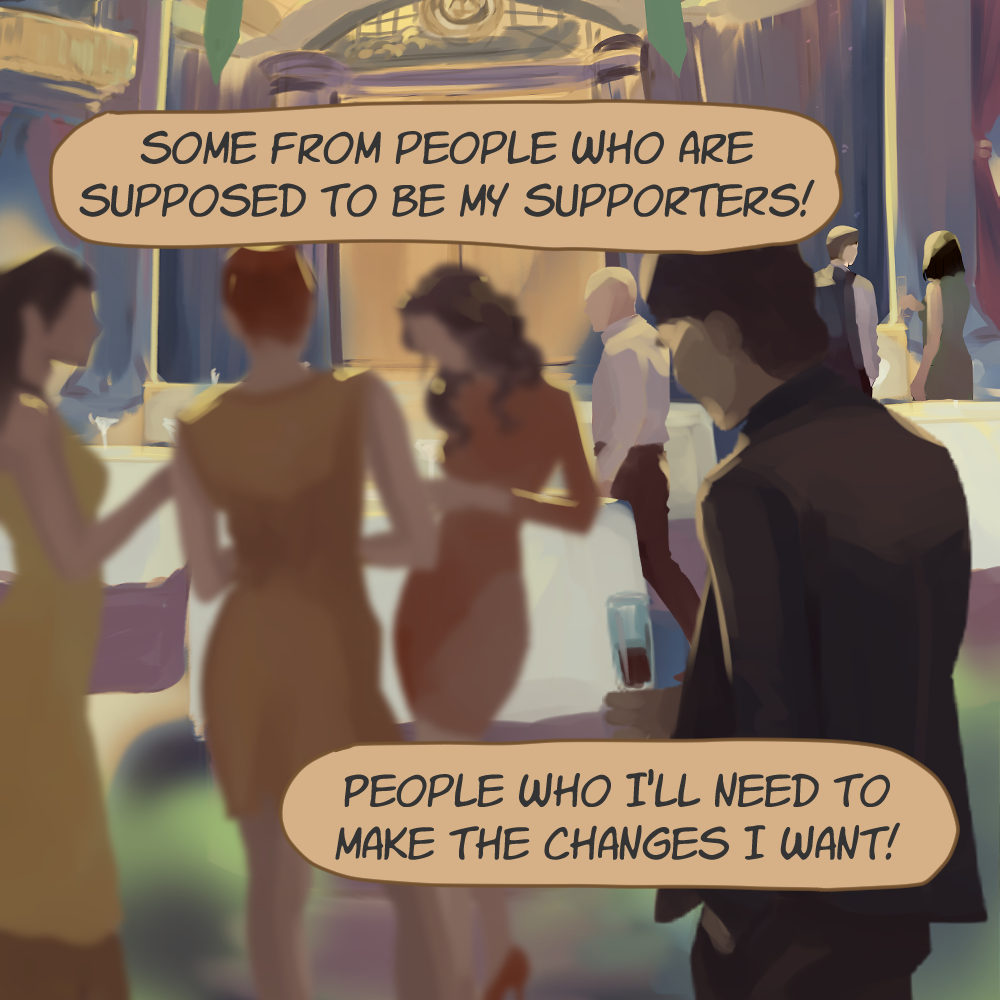 SOME FROM PEOPLE WHO ARE
SUPPOSED TO BE MY SUPPORTERS!
PEOPLE WHO I'LL NEED TO
MAKE THE CHANGES I WANT!